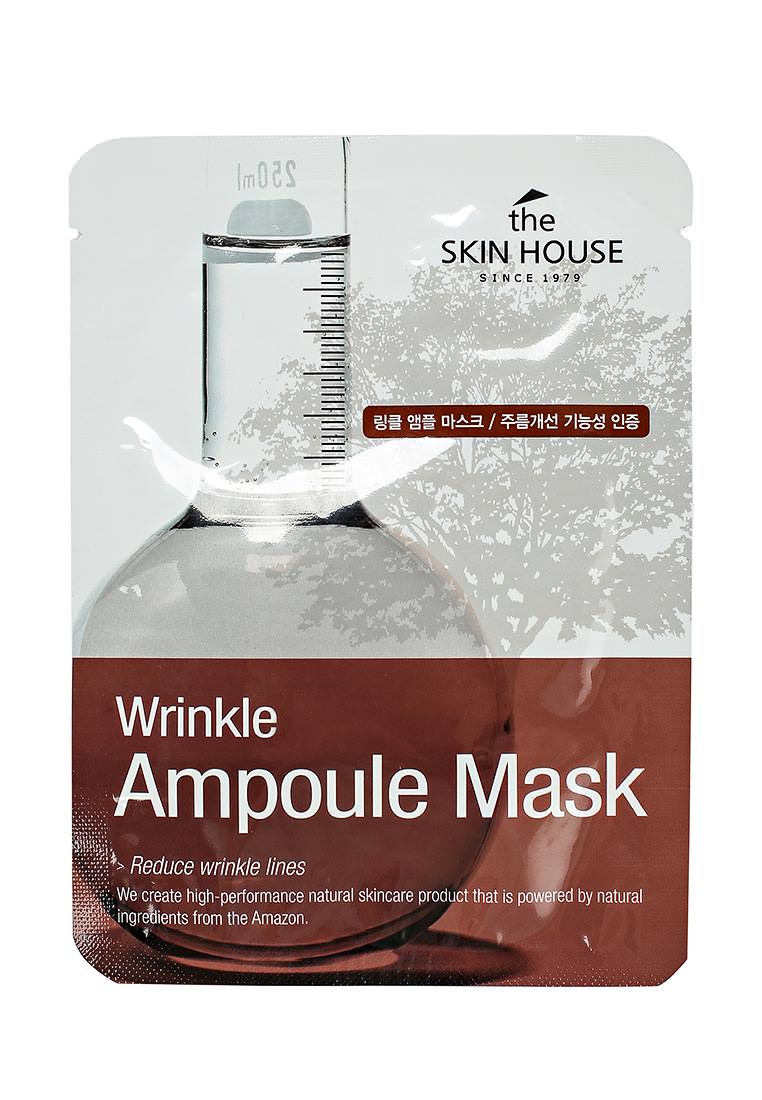 250ml
the
SKIN HOUSE
SINCE 1979
링클 앰플 마스크 / 주름개선 기능성 인증
Wrinkle
Ampoule Mask
> Reduce wrinkle lines
We create high-performance natural skincare product that is powered by natural
ingredients from the Amazon.